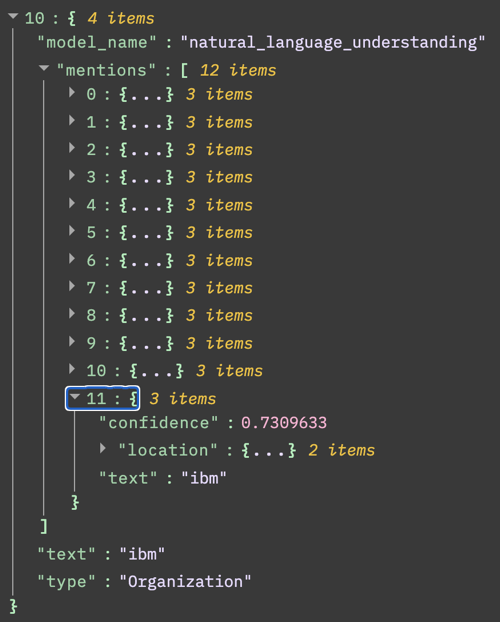 10 : { 4 items
"model_name" : "natural_language_understanding"
"mentions" : [ 12 items
0 : {...} 3 items
1 : {...} 3 items
2 : {...} 3 items
3 : {...} 3 items
4 : {...} 3 items
5 : {...} 3 items
6 : {...} 3 items
7 : {...} 3 items
8 : {...} 3 items
9 : {...} 3 items
10 : {...} 3 items
11 : { 3 items
"confidence" : 0.7309633
"location" : {...} 2 items
"text" : "ibm"
}
]
"text" : "ibm"
"type" : "Organization"
}